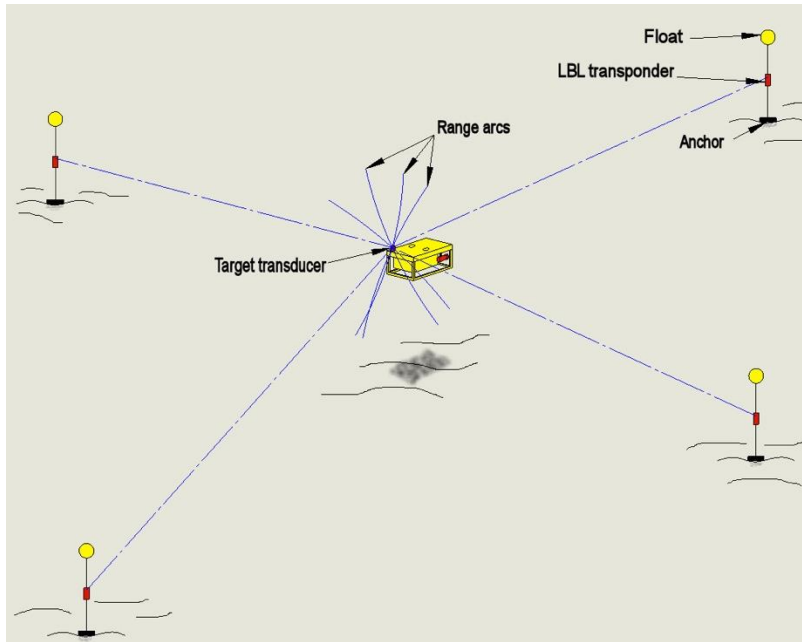 Float
LBL transponder
Range arcs
Anchor
Target transducer